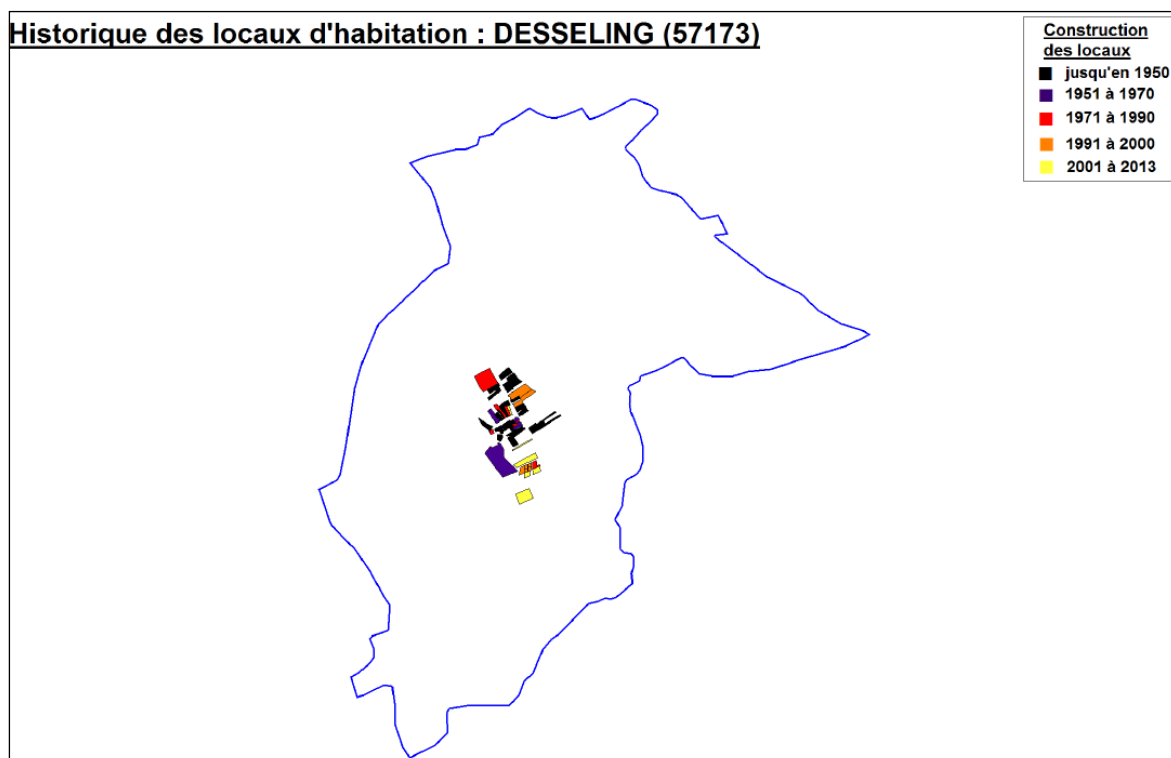 Historique des locaux d'habitation : DESSELING (57173)
Construction
des locaux
jusqu'en 1950
1951 à 1970
1971 à 1990
1991 à 2000
2001 à 2013